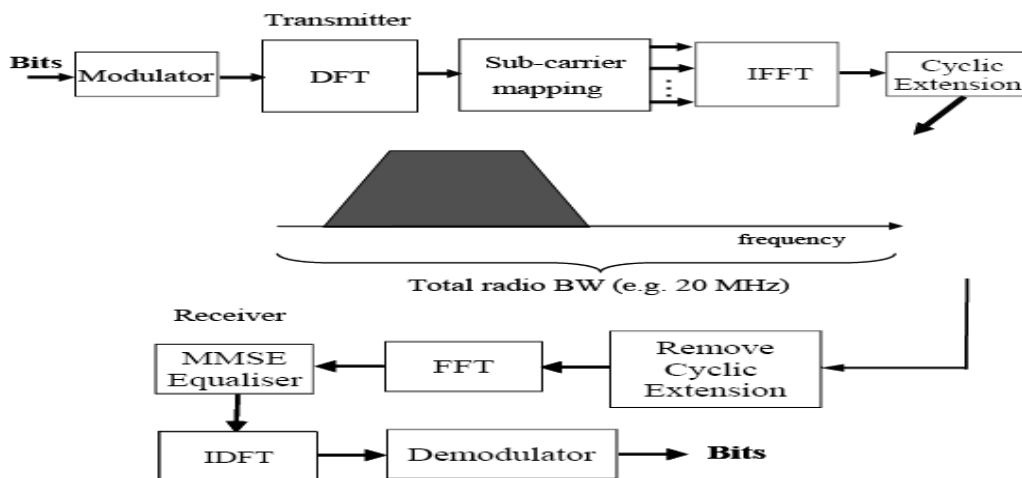 Transmitter
Bits
Modulator
DFT
Sub-carrier
mapping
IFFT
Cyclic
Extension
frequency
Total radio BW (e.g. 20 MHz)
Receiver
MMSE
Equaliser
FFT
Remove
Cyclic
Extension
IDFT
Demodulator
Bits